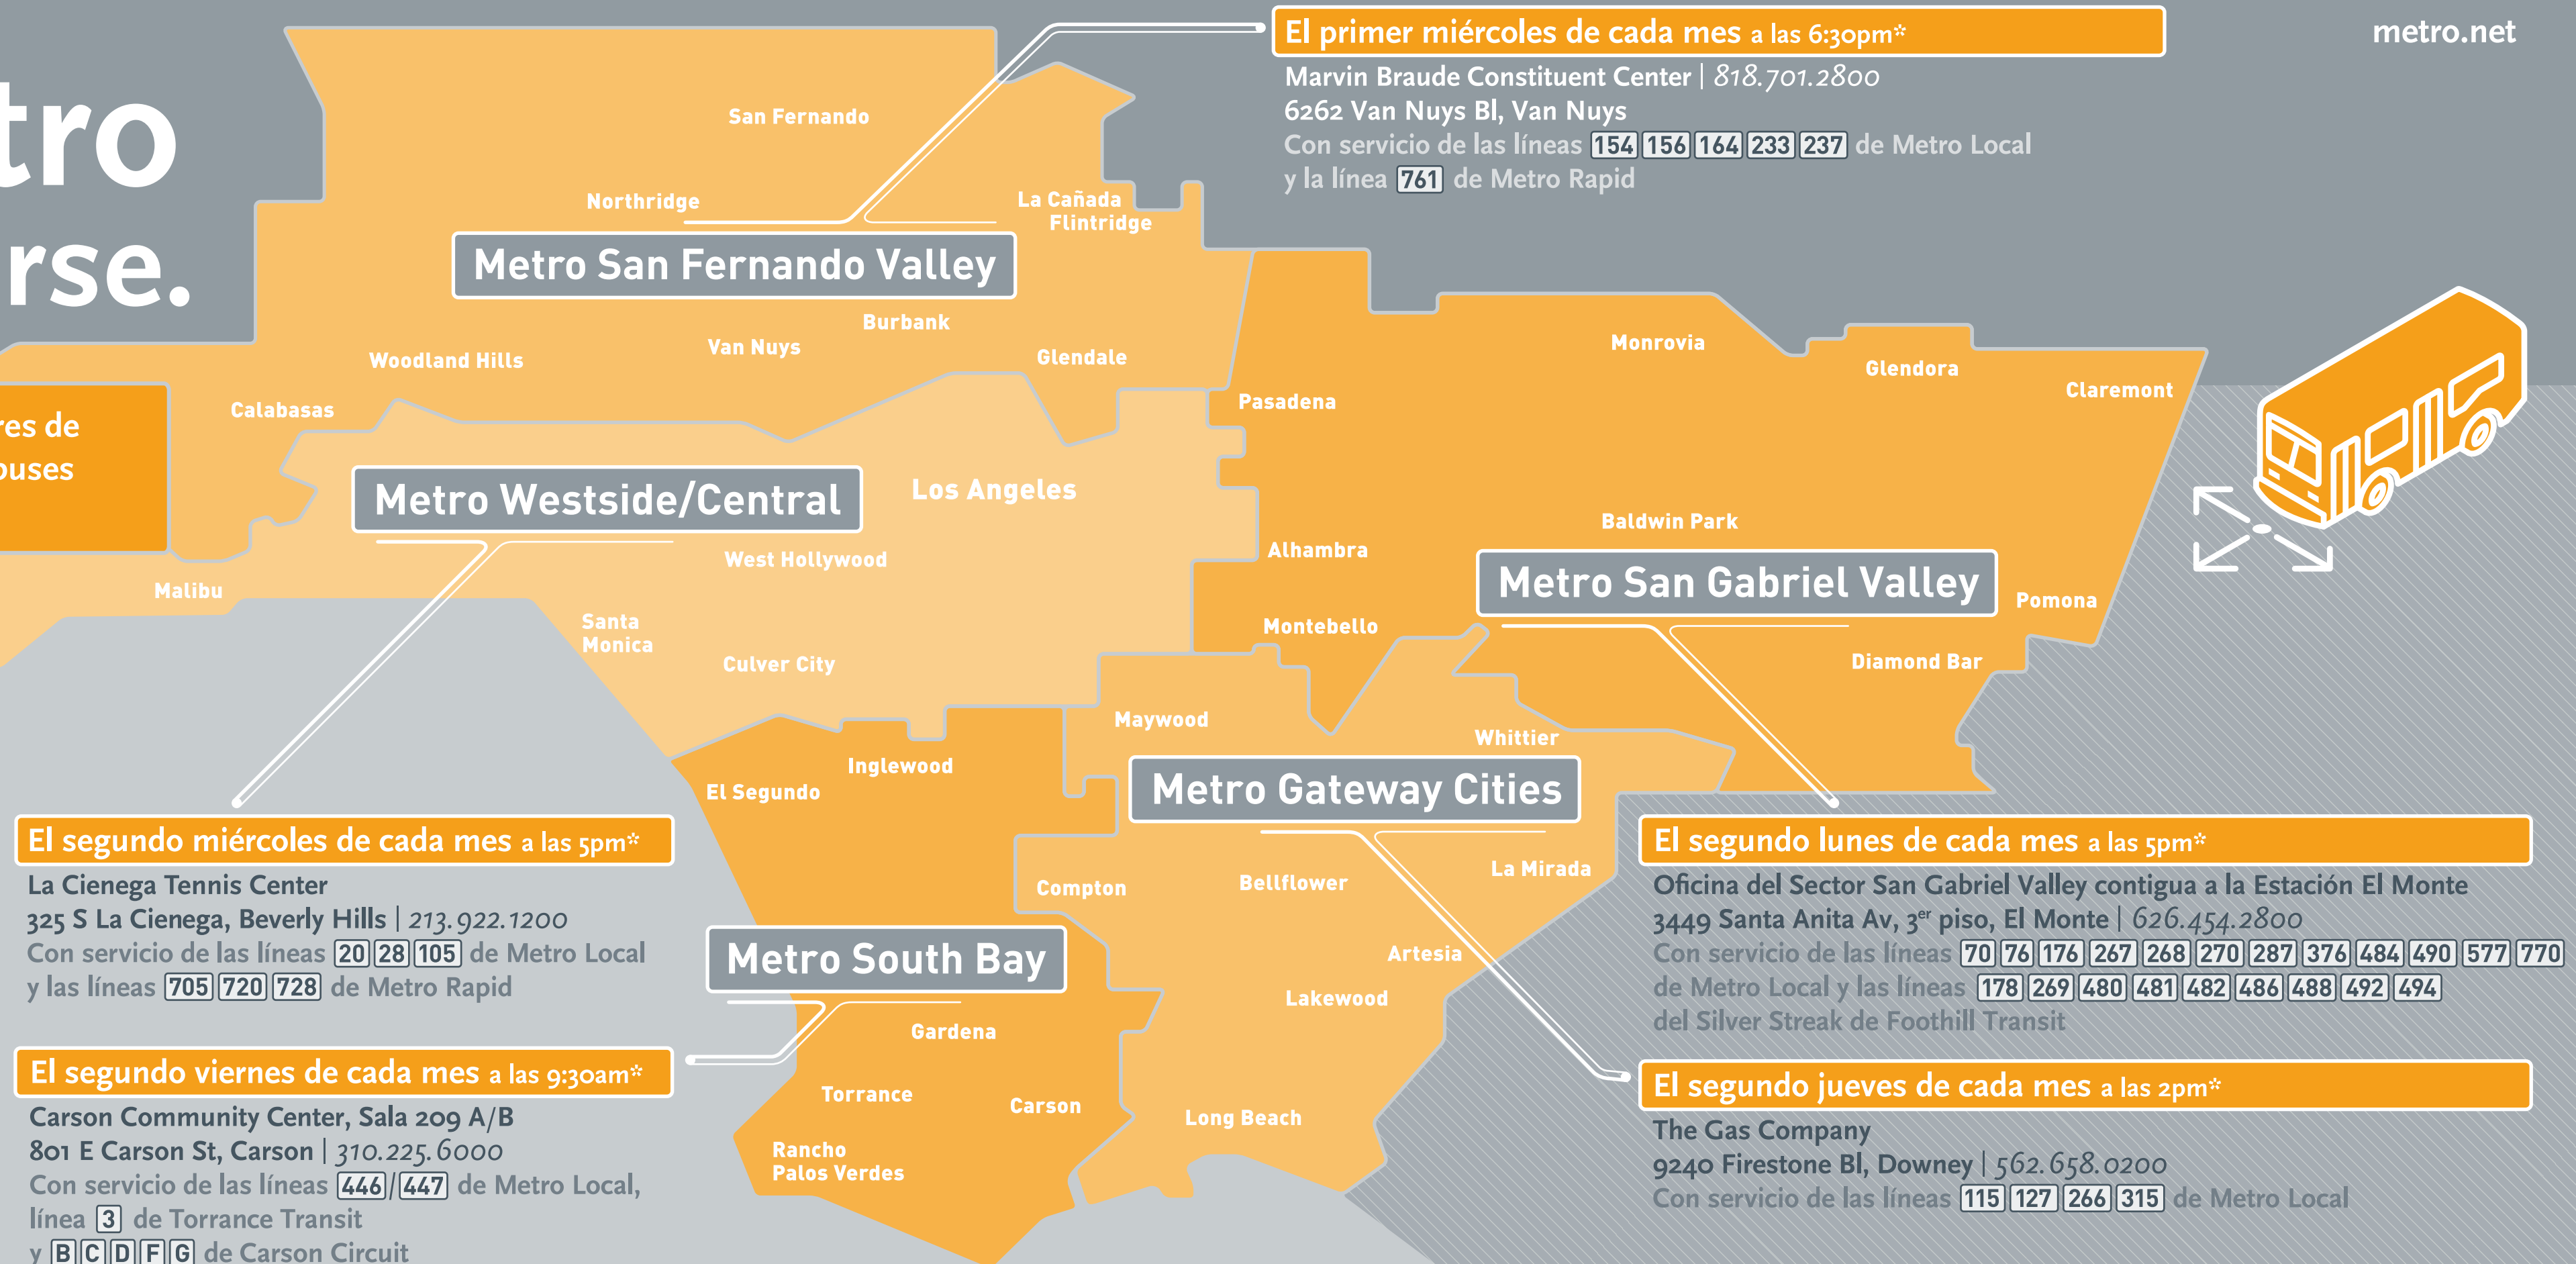 tro
rse.
res de
buses
metro.net
El primer miércoles de cada mes a las 6:30pm*
Marvin Braude Constituent Center | 818.701.2800
6262 Van Nuys Bl, Van Nuys
Con servicio de las líneas 154 156 164 233 237 de Metro Local
y la línea 761 de Metro Rapid
San Fernando
Northridge
La Cañada
Flintridge
Metro San Fernando Valley
Burbank
Van Nuys
Woodland Hills
Glendale
Calabasas
Monrovia
Glendora
Claremont
Pasadena
Metro Westside/Central
Los Angeles
West Hollywood
Malibu
Santa
Monica
Culver City
Baldwin Park
Alhambra
Metro San Gabriel Valley
Pomona
Montebello
Diamond Bar
Maywood
Whittier
Inglewood
El Segundo
Metro Gateway Cities
La Mirada
Bellflower
Compton
Artesia
Metro South Bay
Lakewood
Gardena
Torrance
Carson
Long Beach
Rancho
Palos Verdes
El segundo miércoles de cada mes a las 5pm*
La Cienega Tennis Center
325 S La Cienega, Beverly Hills | 213.922.1200
Con servicio de las líneas 20 28 105 de Metro Local
y las líneas 705 720 728 de Metro Rapid
El segundo viernes de cada mes a las 9:30am*
Carson Community Center, Sala 209 A/B
801 E Carson St, Carson | 310.225.6000
Con servicio de las líneas 446/447 de Metro Local,
línea 3 de Torrance Transit
y B C D F G de Carson Circuit
El segundo lunes de cada mes a las 5pm*
Oficina del Sector San Gabriel Valley contigua a la Estación El Monte
3449 Santa Anita Av, 3er piso, El Monte | 626.454.2800
Con servicio de las líneas 70 76 176 267 268 270 287 376 484 490 577 770
de Metro Local y las líneas 178 269 480 481 482 486 488 492 494
del Silver Streak de Foothill Transit
El segundo jueves de cada mes a las 2pm*
The Gas Company
9240 Firestone Bl, Downey | 562.658.0200
Con servicio de las líneas 115 127 266 315 de Metro Local